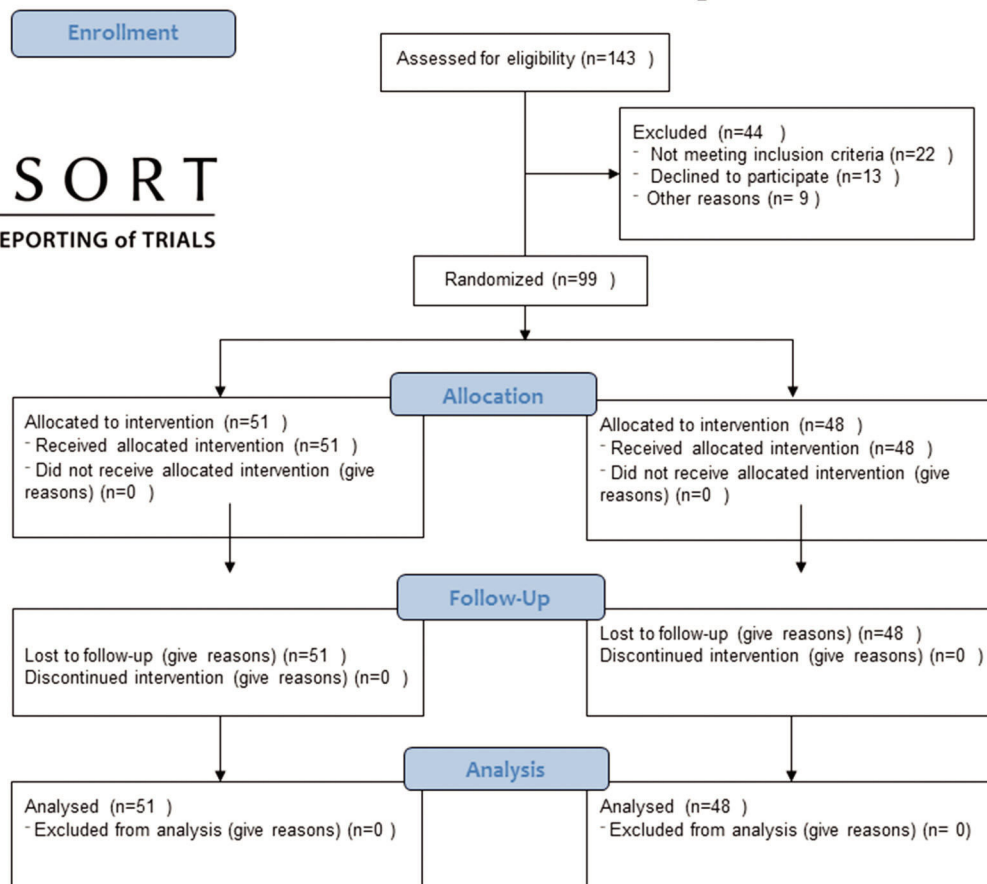 Enrollment
Assessed for eligibility (n=143 )
Excluded (n=44 )
- Not meeting inclusion criteria (n=22 )
- Declined to participate (n=13 )
- Other reasons (n= 9 )
SORT
EPORTING of TRIALS
Randomized (n=99 )
Allocation
Allocated to intervention (n=51 )
- Received allocated intervention (n=51 )
- Did not receive allocated intervention (give
reasons) (n=0 )
Allocated to intervention (n=48 )
- Received allocated intervention (n=48 )
- Did not receive allocated intervention (give
reasons) (n=0 )
Follow-Up
Lost to follow-up (give reasons) (n=51 )
Discontinued intervention (give reasons) (n=0 )
Lost to follow-up (give reasons) (n=48 )
Discontinued intervention (give reasons) (n=0 )
Analysis
Analysed (n=51 )
- Excluded from analysis (give reasons) (n=0 )
Analysed (n=48 )
- Excluded from analysis (give reasons) (n= 0)